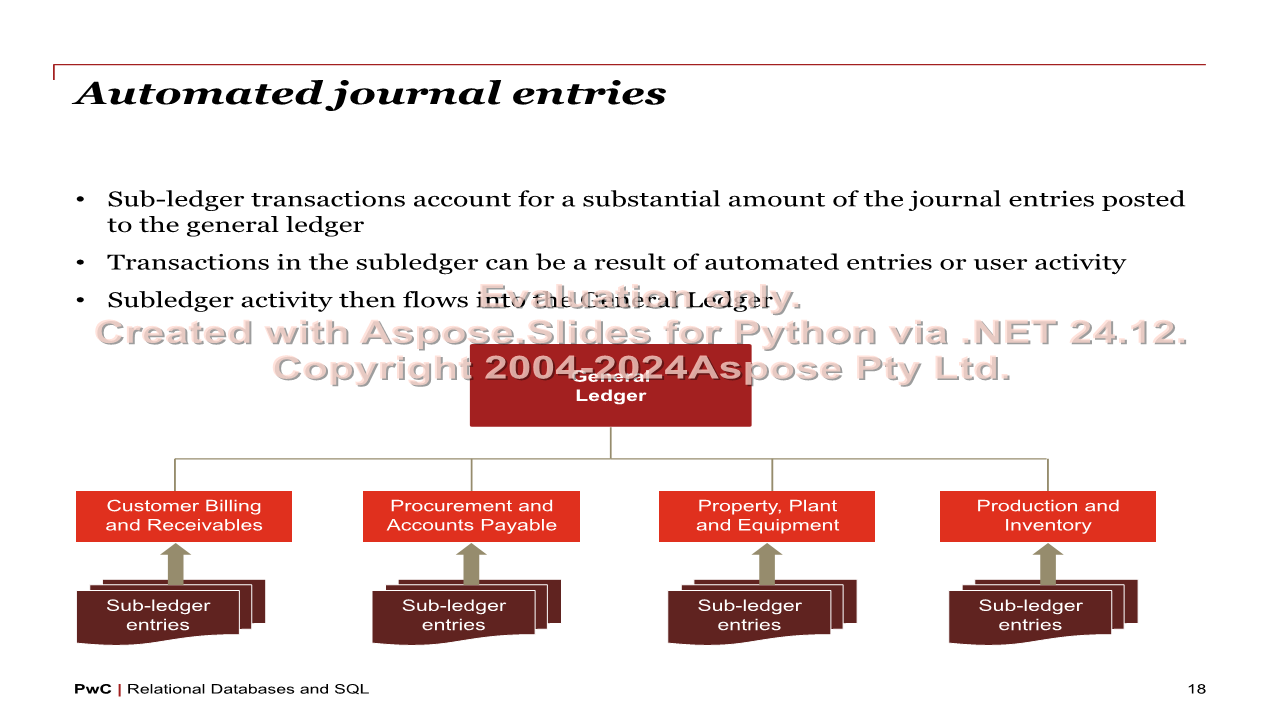 Automated journal entries
• Sub-ledger transactions account for a substantial amount of the journal entries posted
to the general ledger
• Transactions in the subledger can be a result of automated entries or user activity
• Subledger activity then flows into the General Ledger
Evaluation only.
Created with Aspose.Slides for Python via .NET 24.12.
Copyright 2004-2024Aspose Pty Ltd.
General
Ledger
Customer Billing
and Receivables
Procurement and
Accounts Payable
Property, Plant
and Equipment
Production and
Inventory
Sub-ledger
entries
Sub-ledger
entries
Sub-ledger
entries
Sub-ledger
entries
PwC | Relational Databases and SQL
18